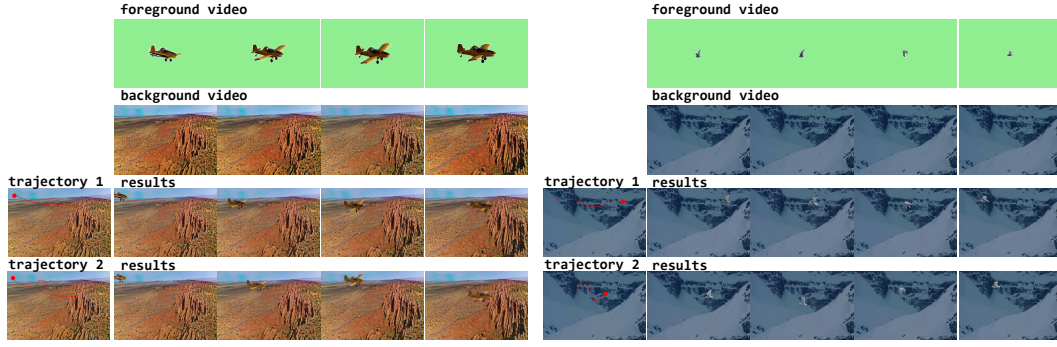 foreground video
background video
trajectory 1 results
trajectory 2 results
foreground video
background video
trajectory 1 results
trajectory 2 results